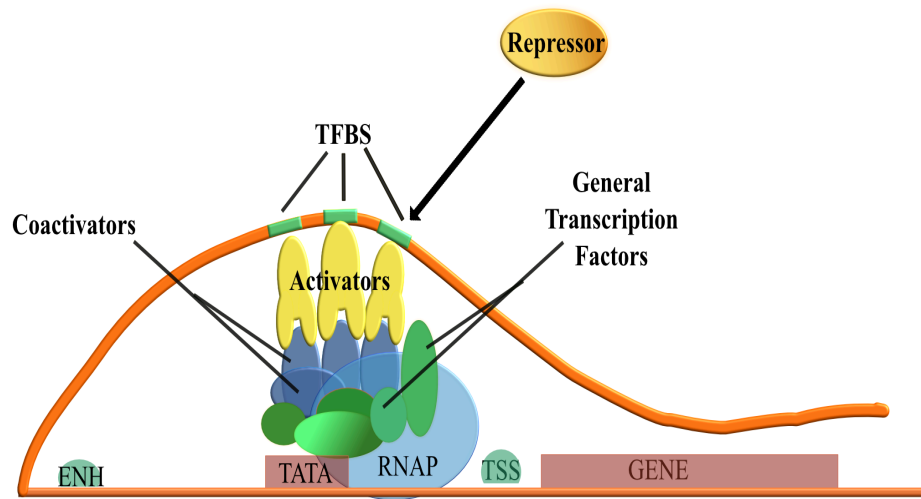 Repressor
TFBS
General
Transcription
Factors
Coactivators
Activators
ENH
TATA
RNAP
TSS
GENE